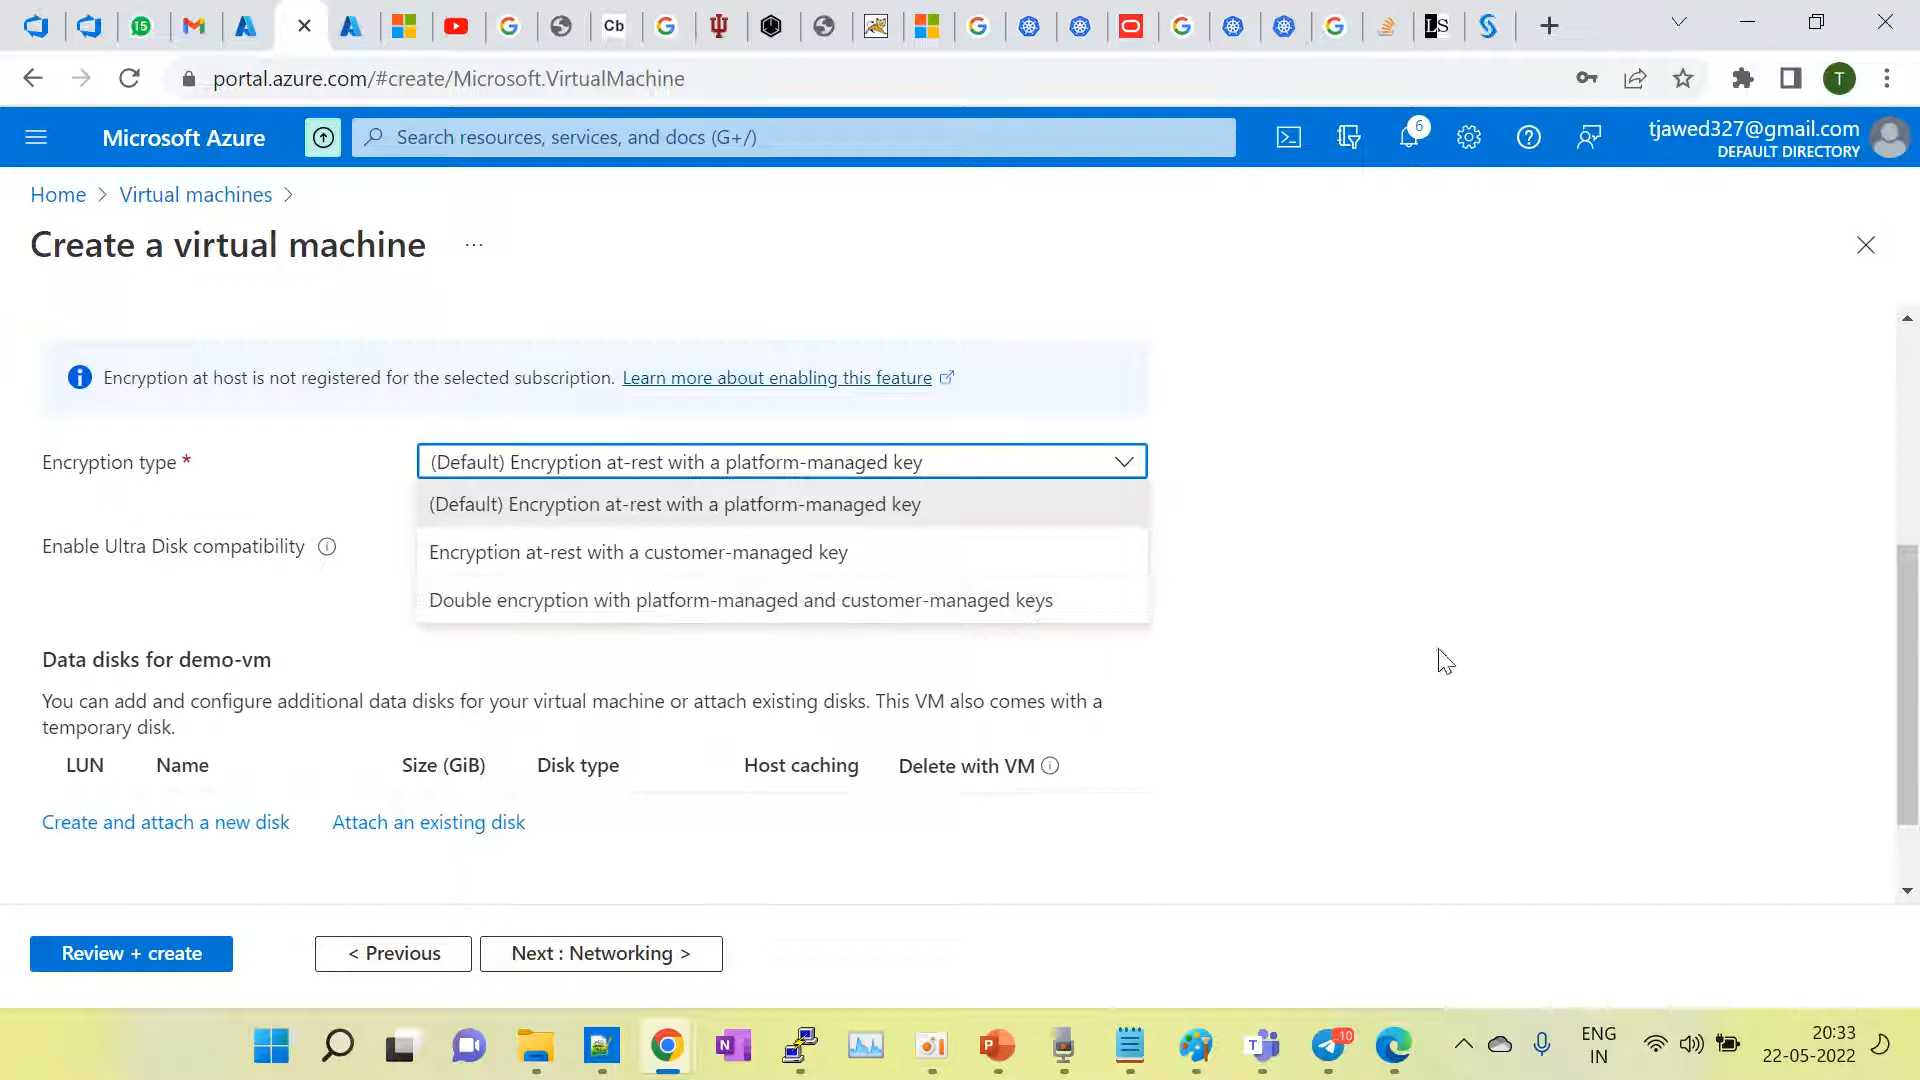 15
Cb
LS
portal.azure.com/#create/Microsoft.VirtualMachine
T
Microsoft Azure
Search resources, services, and docs (G+/)
6
tjawed327@gmail.com
DEFAULT DIRECTORY
Home > Virtual machines >
Create a virtual machine ...
Encryption at host is not registered for the selected subscription. Learn more about enabling this feature
Encryption type *
(Default) Encryption at-rest with a platform-managed key
(Default) Encryption at-rest with a platform-managed key
Encryption at-rest with a customer-managed key
Double encryption with platform-managed and customer-managed keys
Enable Ultra Disk compatibility
Data disks for demo-vm
You can add and configure additional data disks for your virtual machine or attach existing disks. This VM also comes with a
temporary disk.
LUN Name Size (GiB) Disk type Host caching Delete with VM
Create and attach a new disk Attach an existing disk
Review + create < Previous Next : Networking >
10
ENG
IN
20:33
22-05-2022